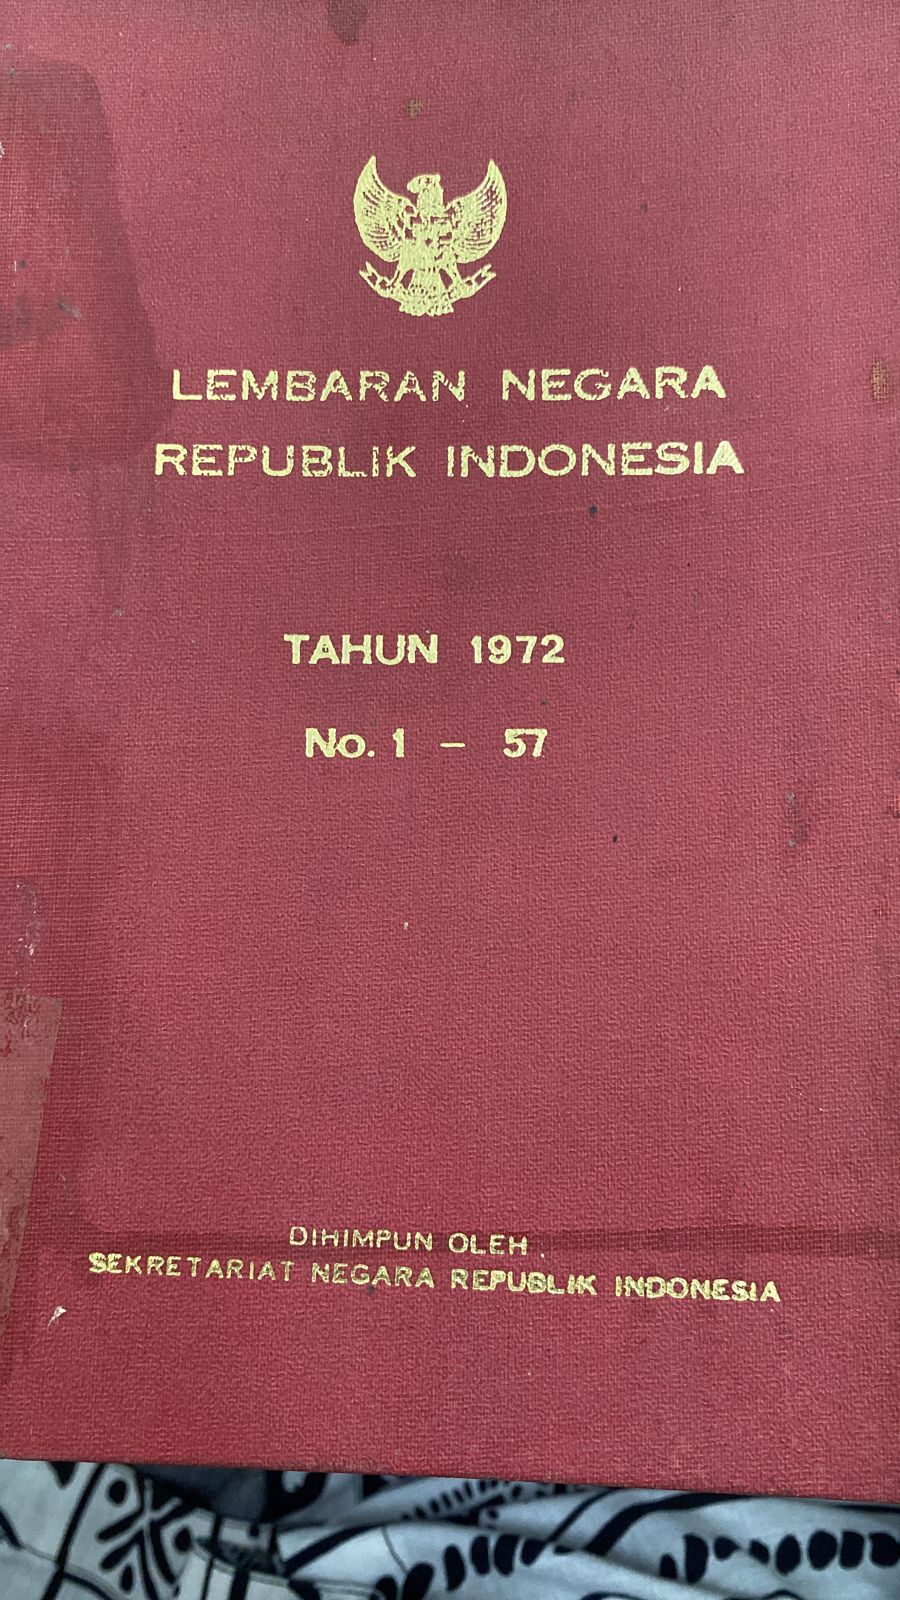 LEMBARAN NEGARA
REPUBLIK INDONESIA
TAHUN 1972
No. 1 – 57
DIHIMPUN OLEH
SEKRETARIAT NEGARA REPUBLIK INDONESIA